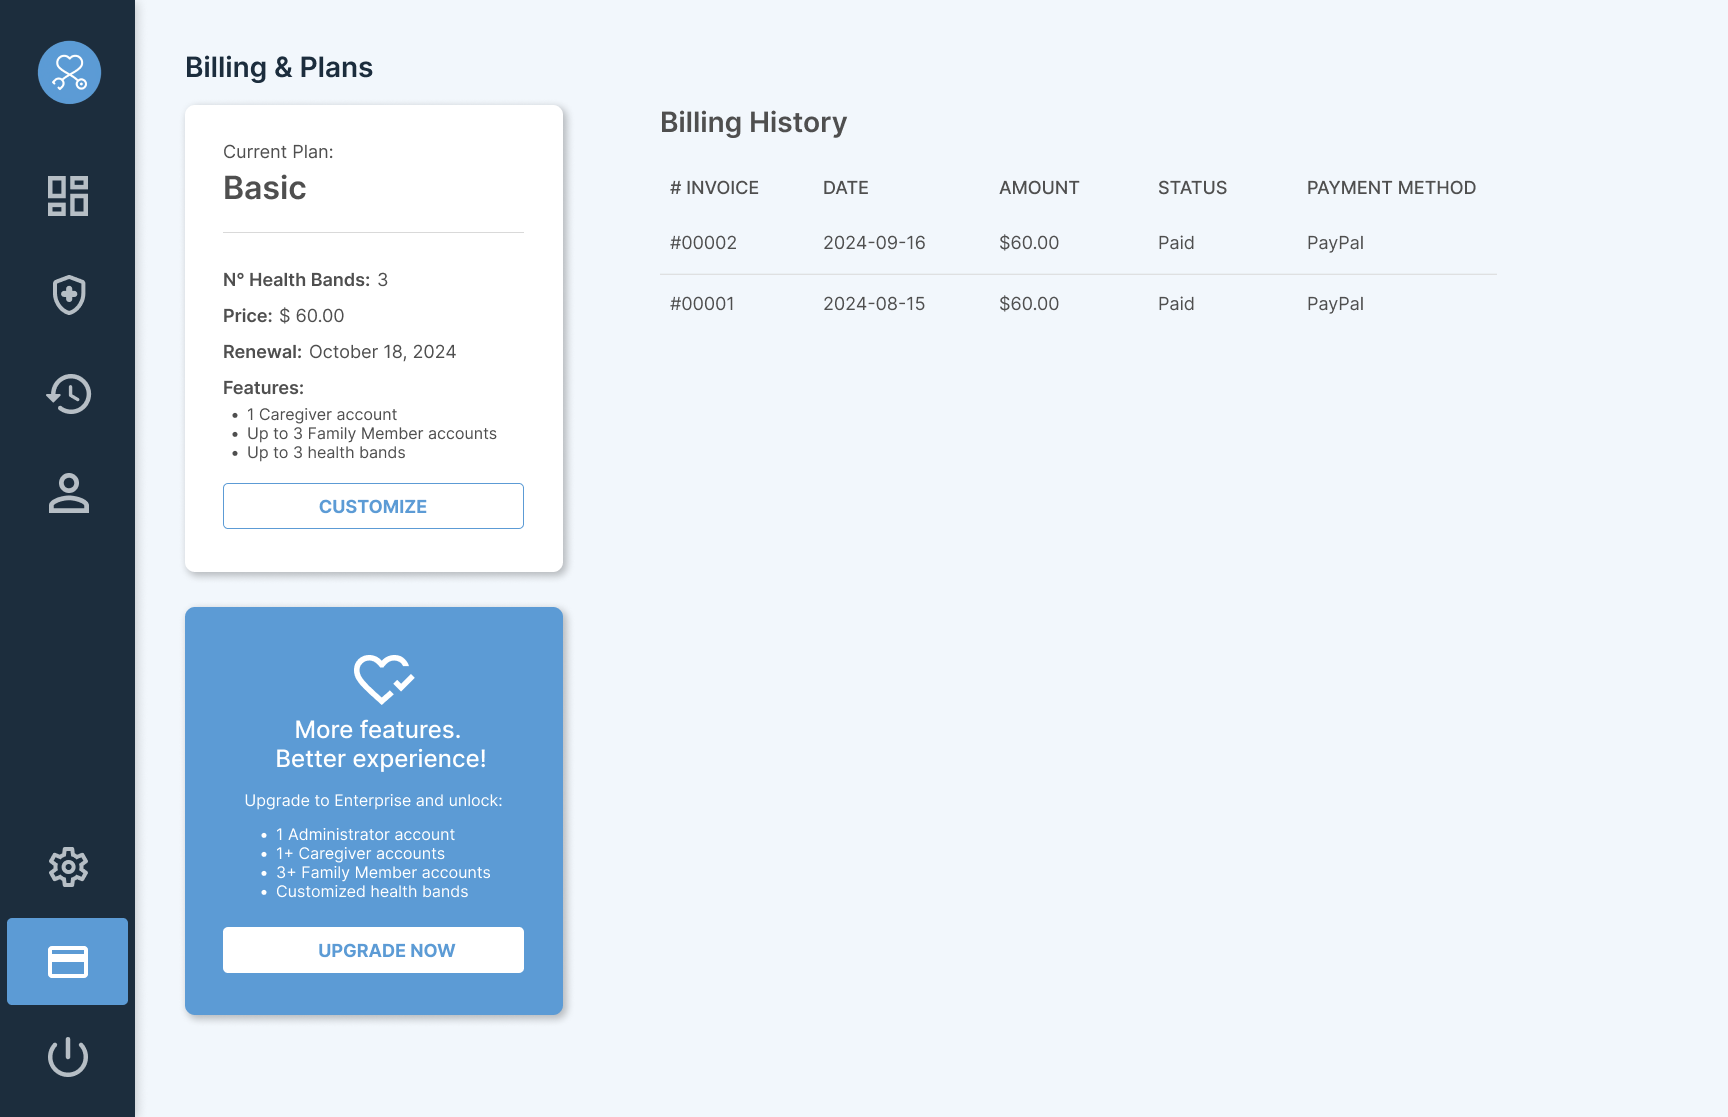 Billing & Plans
Current Plan:
Basic
N° Health Bands: 3
Price: $ 60.00
Renewal: October 18, 2024
Features:
• 1 Caregiver account
• Up to 3 Family Member accounts
• Up to 3 health bands
CUSTOMIZE
More features.
Better experience!
Upgrade to Enterprise and unlock:
• 1 Administrator account
• 1+ Caregiver accounts
• 3+ Family Member accounts
• Customized health bands
UPGRADE NOW
Billing History
# INVOICE DATE AMOUNT STATUS PAYMENT METHOD
#00002 2024-09-16 $60.00 Paid PayPal
#00001 2024-08-15 $60.00 Paid PayPal